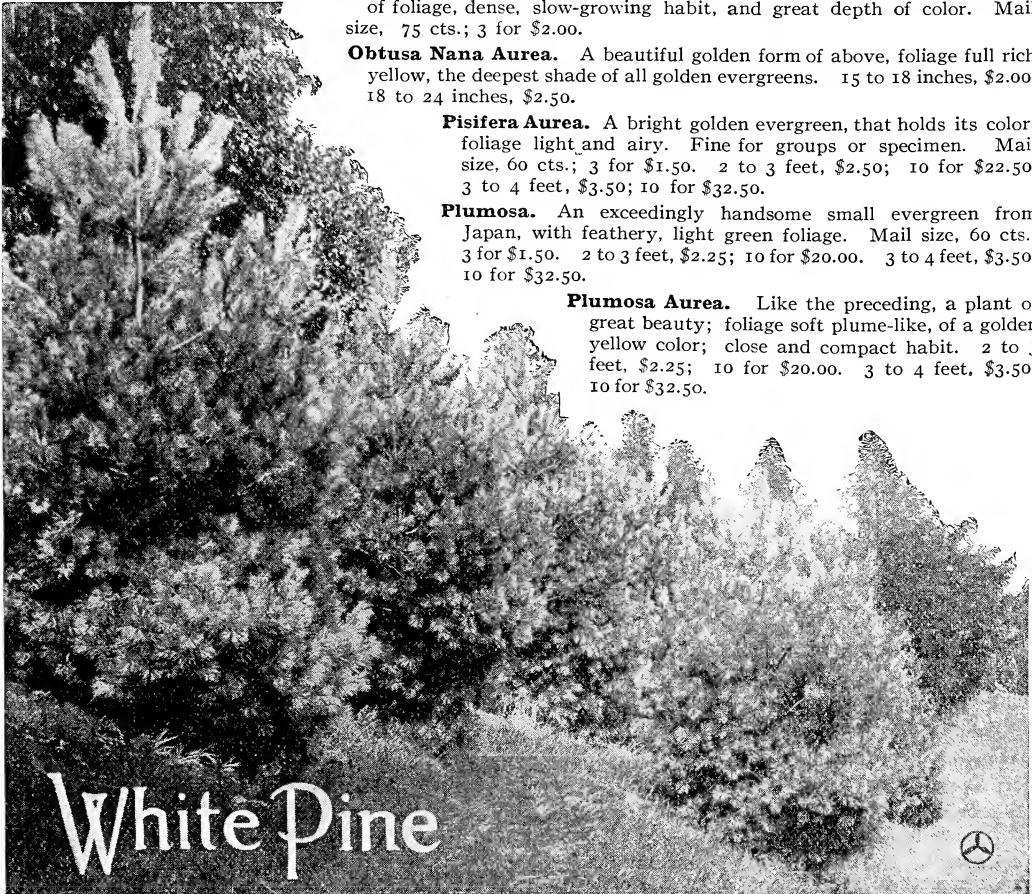 of foliage, dense, slow-growing habit, and great depth of color. Mai
size, 75 cts.; 3 for $2.00.
Obtusa Nana Aurea. A beautiful golden form of above, foliage full rich
yellow, the deepest shade of all golden evergreens. 15 to 18 inches, $2.00
18 to 24 inches, $2.50.
Pisifera Aurea. A bright golden evergreen, that holds its color
foliage light and airy. Fine for groups or specimen. Mai
size, 60 cts.; 3 for $1.50. 2 to 3 feet, $2.50; 10 for $22.50
3 to 4 feet, $3.50; 10 for $32.50.
Plumosa. An exceedingly handsome small evergreen from
Japan, with feathery, light green foliage. Mail size, 60 cts.
3 for $1.50. 2 to 3 feet, $2.25; 10 for $20.00. 3 to 4 feet, $3.50
10 for $32.50.
Plumosa Aurea. Like the preceding, a plant o
great beauty; foliage soft plume-like, of a golden
yellow color; close and compact habit. 2 to
feet, $2.25; 10 for $20.00. 3 to 4 feet, $3.50
10 for $32.50.
White Pine